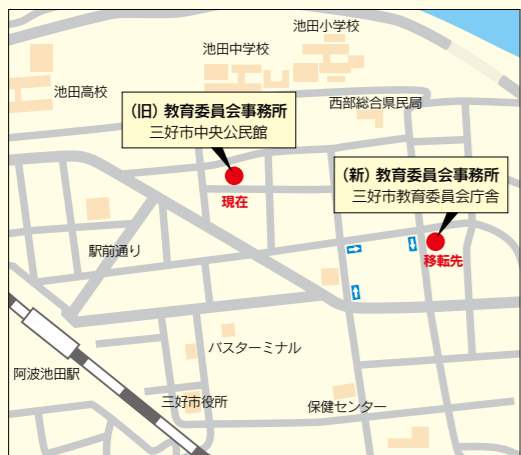 池田小学校
池田中学校
池田高校
西部総合県民局
(旧) 教育委員会事務所
三好市中央公民館
現在
(新) 教育委員会事務所
三好市教育委員会庁舎
移転先
駅前通り
バスターミナル
阿波池田駅
三好市役所
保健センター